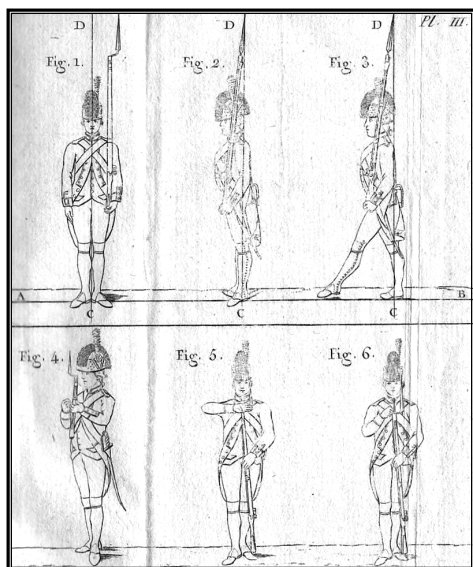 Pl. III.
D D D
Fig. 1. Fig. 2. Fig. 3.
A B
C C C
Fig. 4. Fig. 5. Fig. 6.